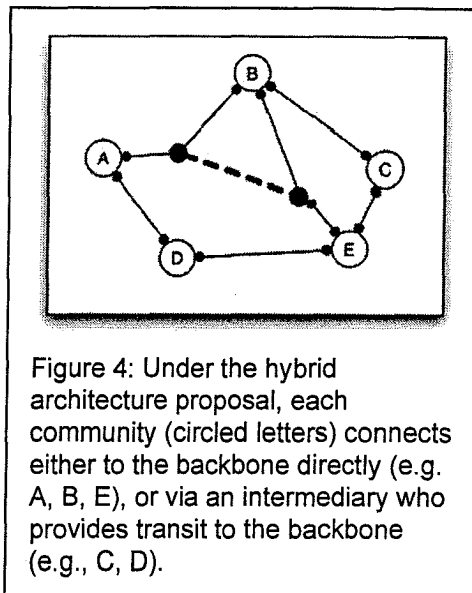 B
A
C
D
E
Figure 4: Under the hybrid
architecture proposal, each
community (circled letters) connects
either to the backbone directly (e.g.
A, B, E), or via an intermediary who
provides transit to the backbone
(e.g., C, D).